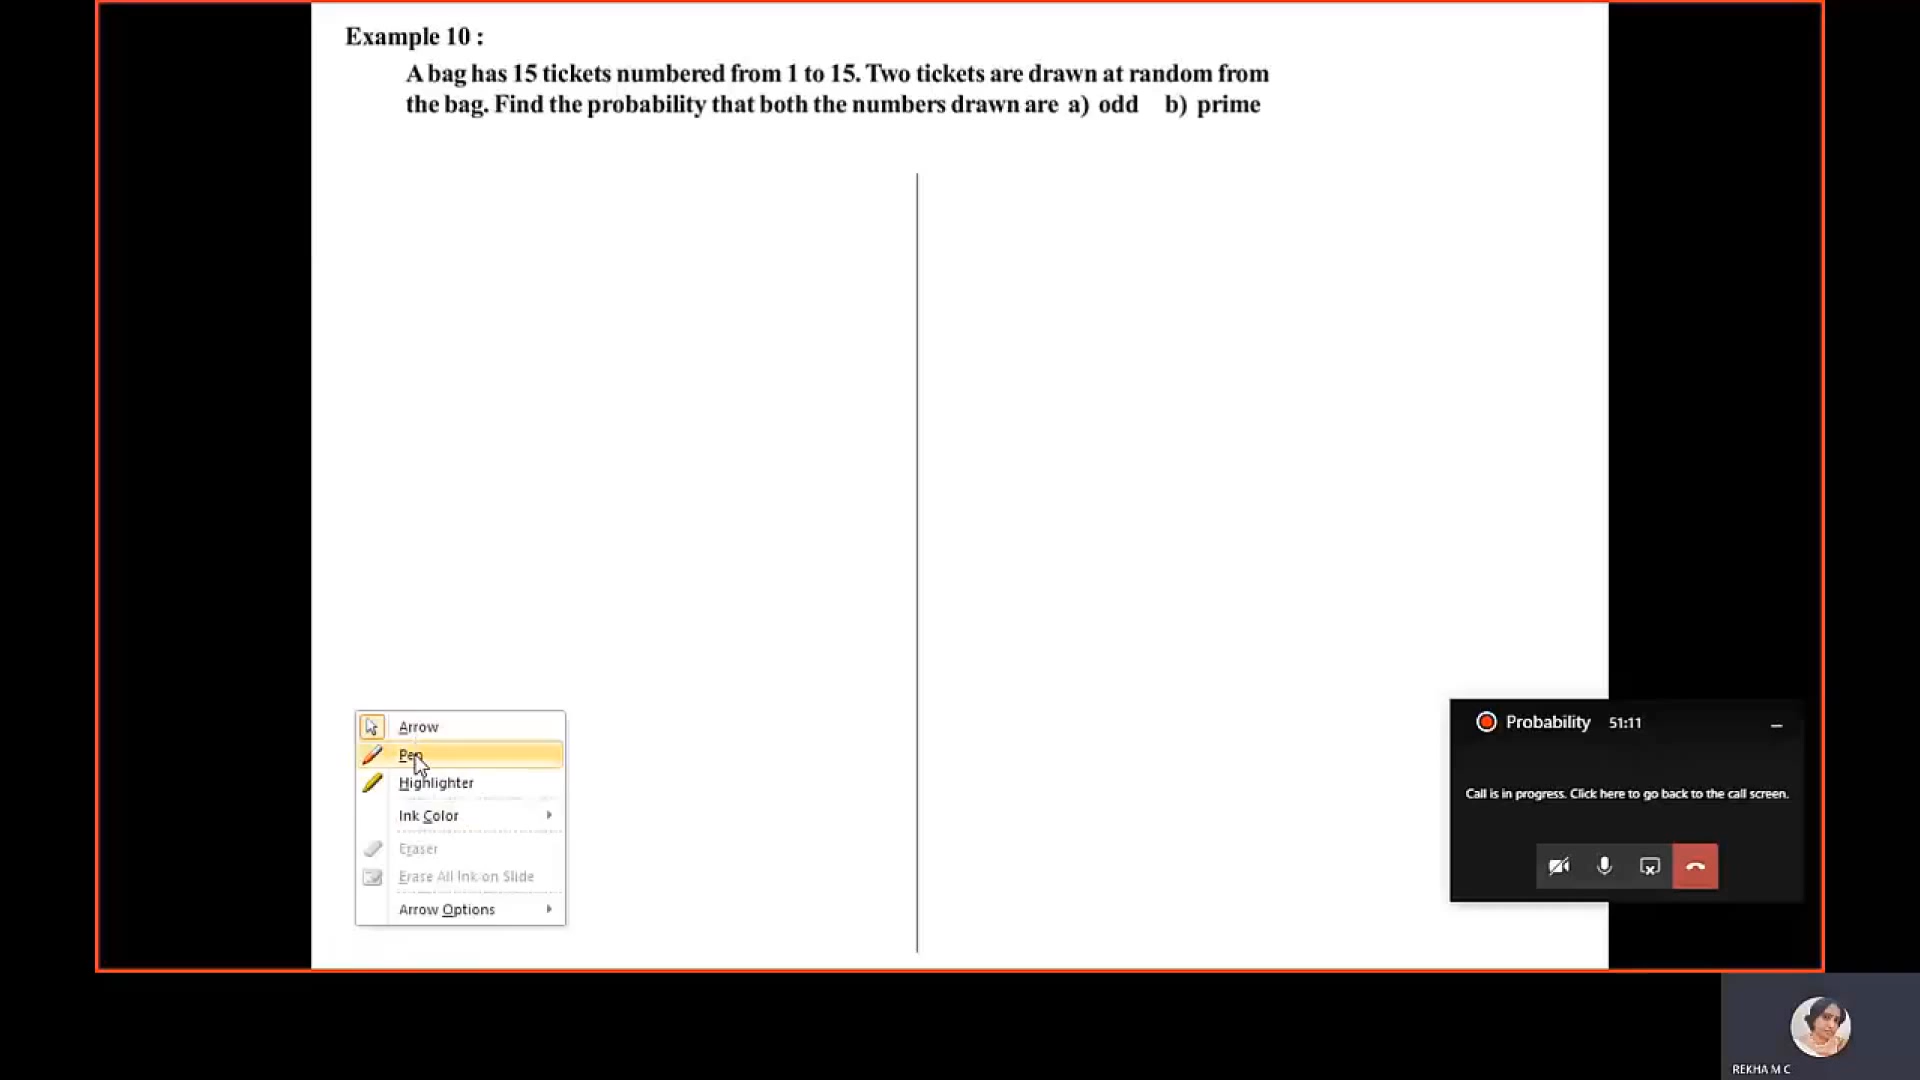 Example 10 :
A bag has 15 tickets numbered from 1 to 15. Two tickets are drawn at random from
the bag. Find the probability that both the numbers drawn are a) odd b) prime
Arrow
Pen
Highlighter
Ink Color
Eraser
Erase All Ink on Slide
Arrow Options
Probability 51:11
Call is in progress. Click here to go back to the call screen.
REKHA M C